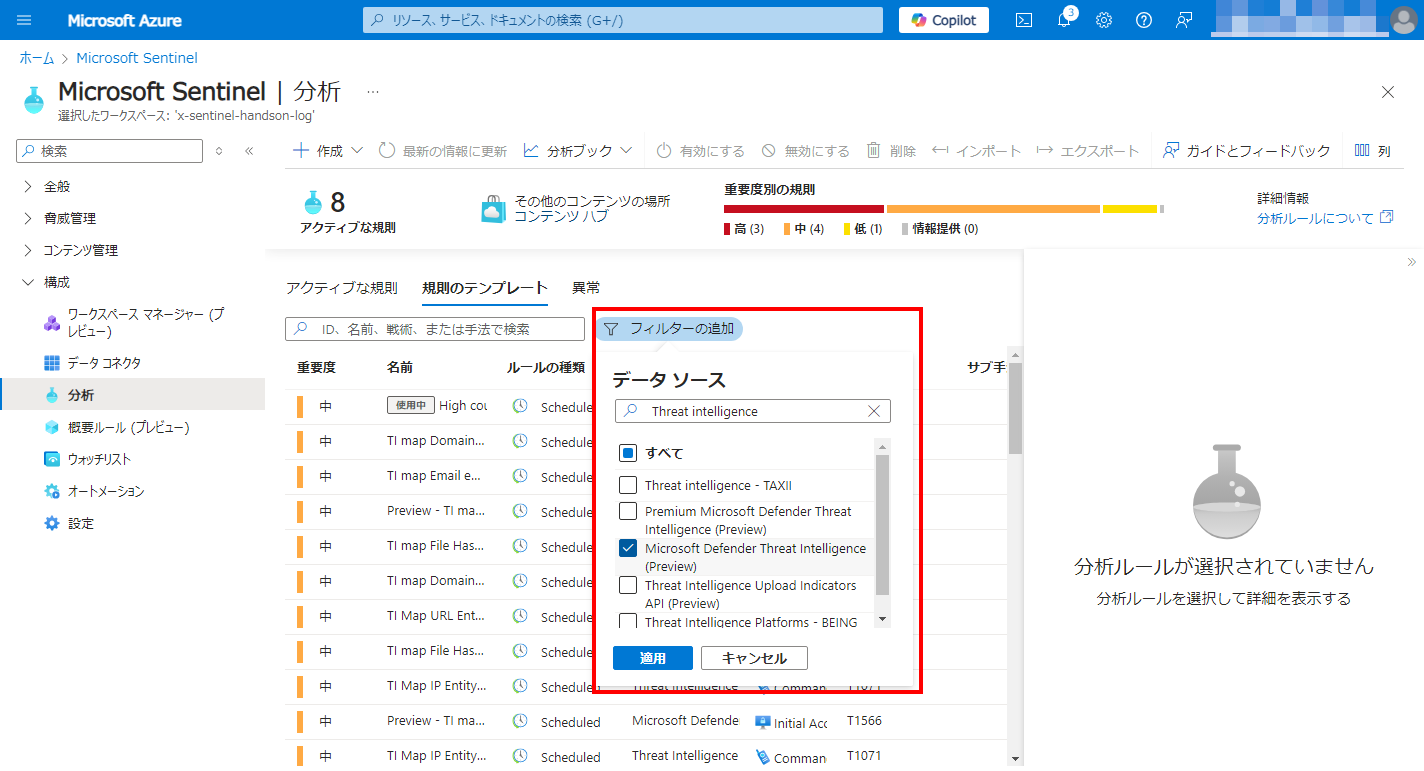 Microsoft Azure
リソース、サービス、ドキュメントの検索 (G+/)
Copilot
3
ホーム > Microsoft Sentinel
Microsoft Sentinel | 分析 …
選択したワークスペース: 'x-sentinel-handson-log'
検索
全般
脅威管理
コンテンツ管理
構成
ワークスペース マネージャー (プ
レビュー)
データ コネクタ
分析
概要ルール (プレビュー)
ウォッチリスト
オートメーション
設定
作成
最新の情報に更新
分析ブック
有効にする
無効にする
削除
インポート
エクスポート
ガイドとフィードバック
列
8
アクティブな規則
その他のコンテンツの場所
コンテンツ ハブ
重要度別の規則
高 (3) 中 (4) 低 (1) 情報提供 (0)
詳細情報
分析ルールについて
アクティブな規則 規則のテンプレート 異常
ID、名前、戦術、または手法で検索
フィルターの追加
重要度 名前 ルールの種類 サブ手
中 使用中 High cou Schedule
中 TI map Domain... Schedule
中 TI map Email e... Schedule
中 Preview - TI ma... Schedule
中 TI map File Has... Schedule
中 TI map Domain... Schedule
中 TI Map URL Ent... Schedule
中 TI map File Has... Schedule
中 TI Map IP Entity... Scheduled Threat Intelligence Comman T1071
中 Preview - TI ma... Scheduled Microsoft Defende Initial Acc T1566
中 TI Map IP Entity... Scheduled Threat Intelligence Comman T1071
データ ソース
Threat intelligence
すべて
Threat intelligence - TAXII
Premium Microsoft Defender Threat
Intelligence (Preview)
Microsoft Defender Threat Intelligence
(Preview)
Threat Intelligence Upload Indicators
API (Preview)
Threat Intelligence Platforms - BEING
適用
キャンセル
分析ルールが選択されていません
分析ルールを選択して詳細を表示する